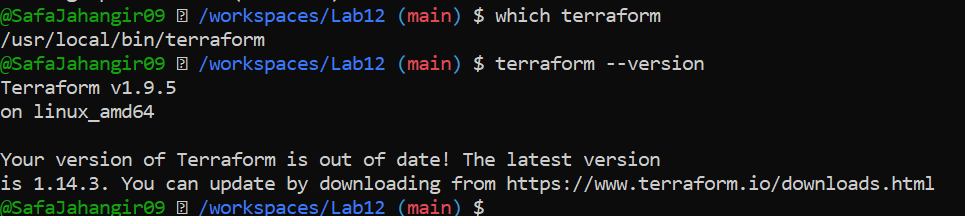 @SafaJahangir09 /workspaces/Lab12 (main) $ which terraform
/usr/local/bin/terraform
@SafaJahangir09 /workspaces/Lab12 (main) $ terraform --version
Terraform v1.9.5
on linux_amd64
Your version of Terraform is out of date! The latest version
is 1.14.3. You can update by downloading from https://www.terraform.io/downloads.html
@SafaJahangir09 /workspaces/Lab12 (main) $